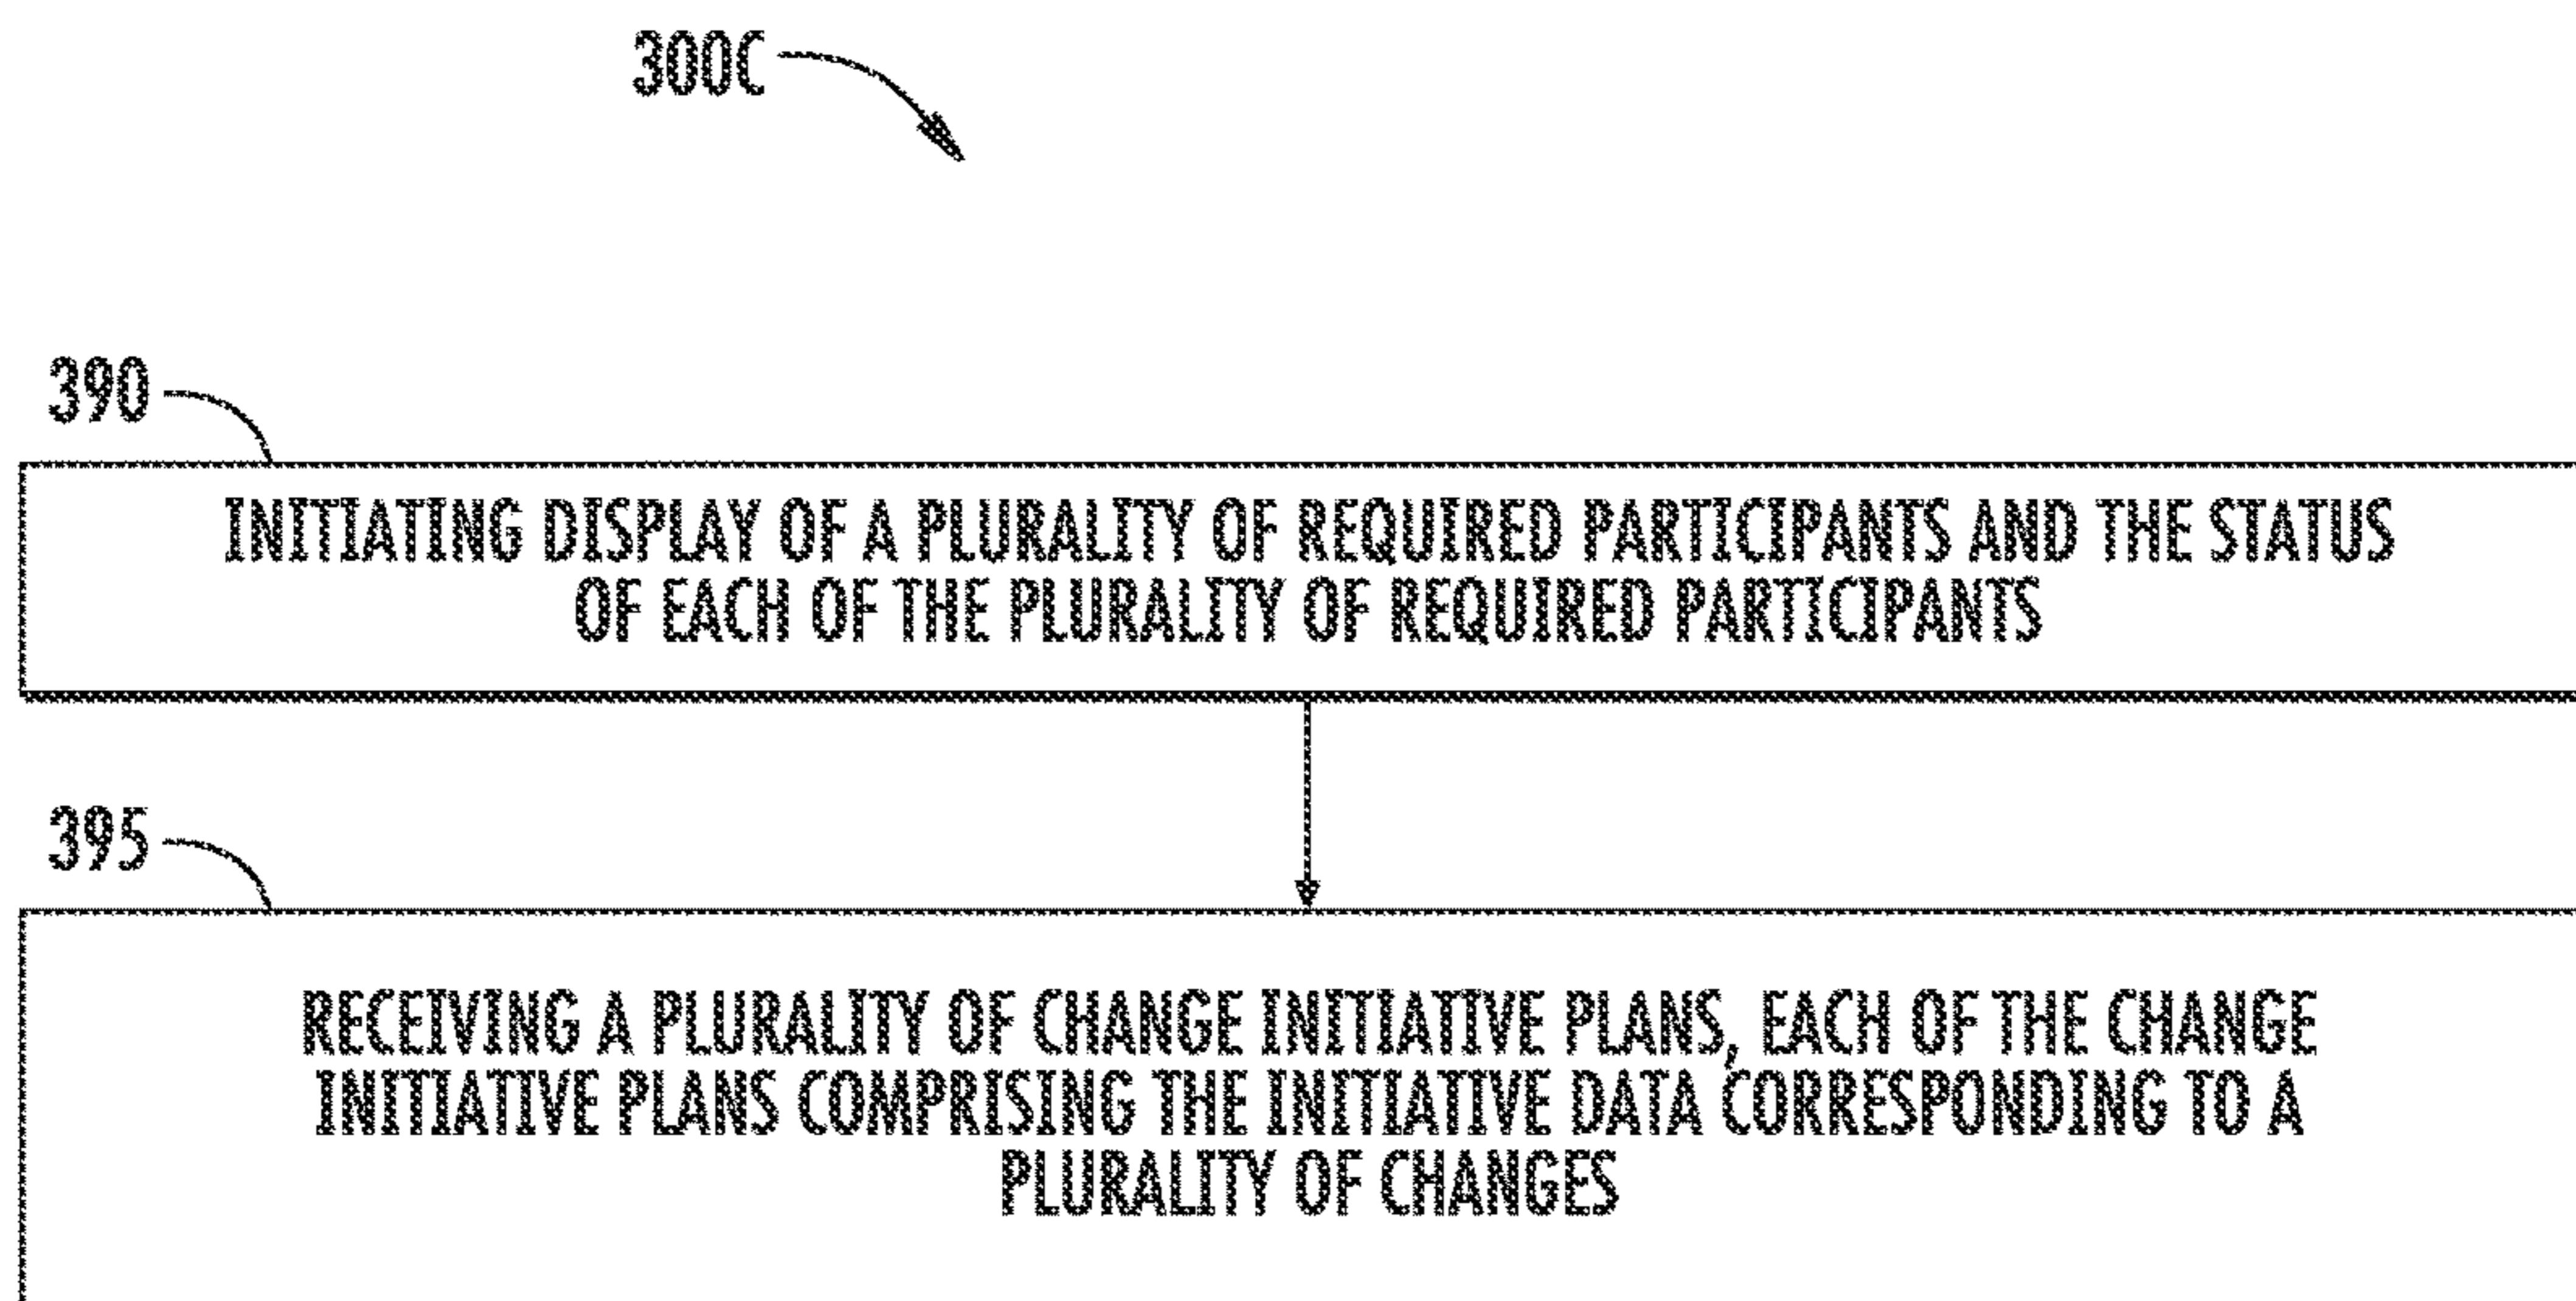 300C
390
INITIATING DISPLAY OF A PLURALITY OF REQUIRED PARTICIPANTS AND THE STATUS
OF EACH OF THE PLURALITY OF REQUIRED PARTICIPANTS
395
RECEIVING A PLURALITY OF CHANGE INITIATIVE PLANS, EACH OF THE CHANGE
INITIATIVE PLANS COMPRISING THE INITIATIVE DATA CORRESPONDING TO A
PLURALITY OF CHANGES